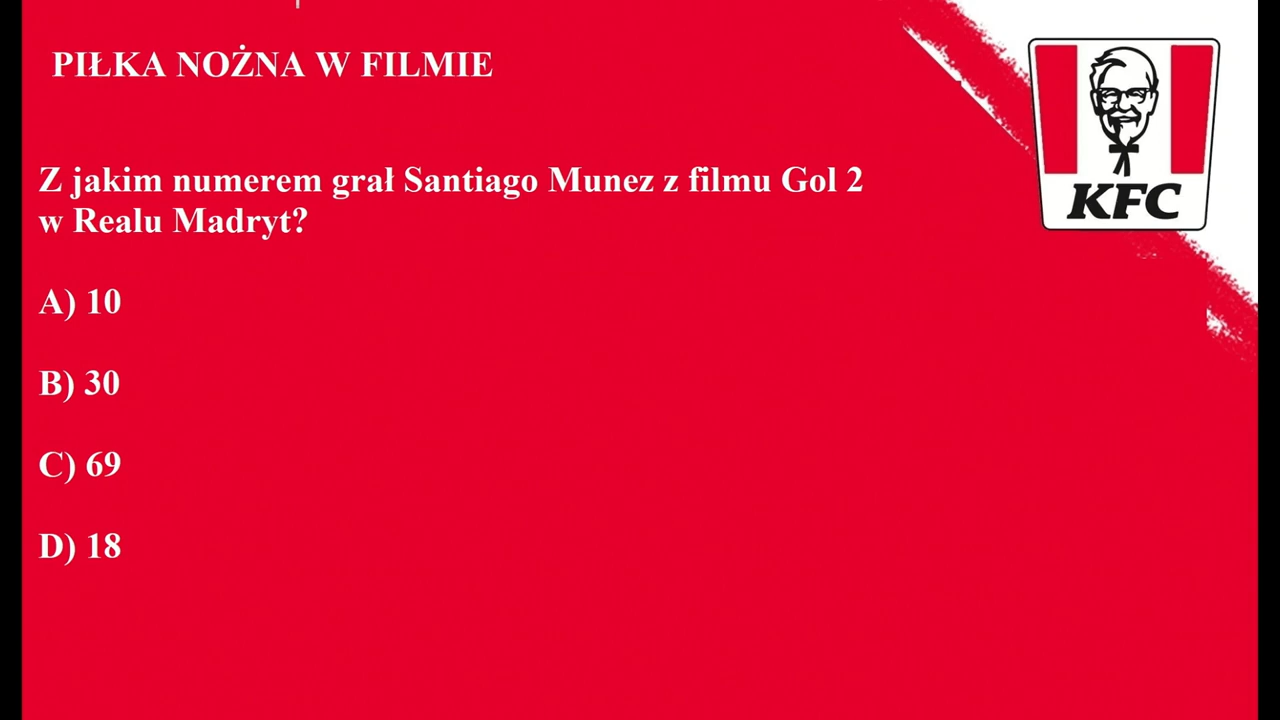 PIŁKA NOŻNA W FILMIE
Z jakim numerem grał Santiago Munez z filmu Gol 2
w Realu Madryt?
A) 10
B) 30
C) 69
D) 18
KFC